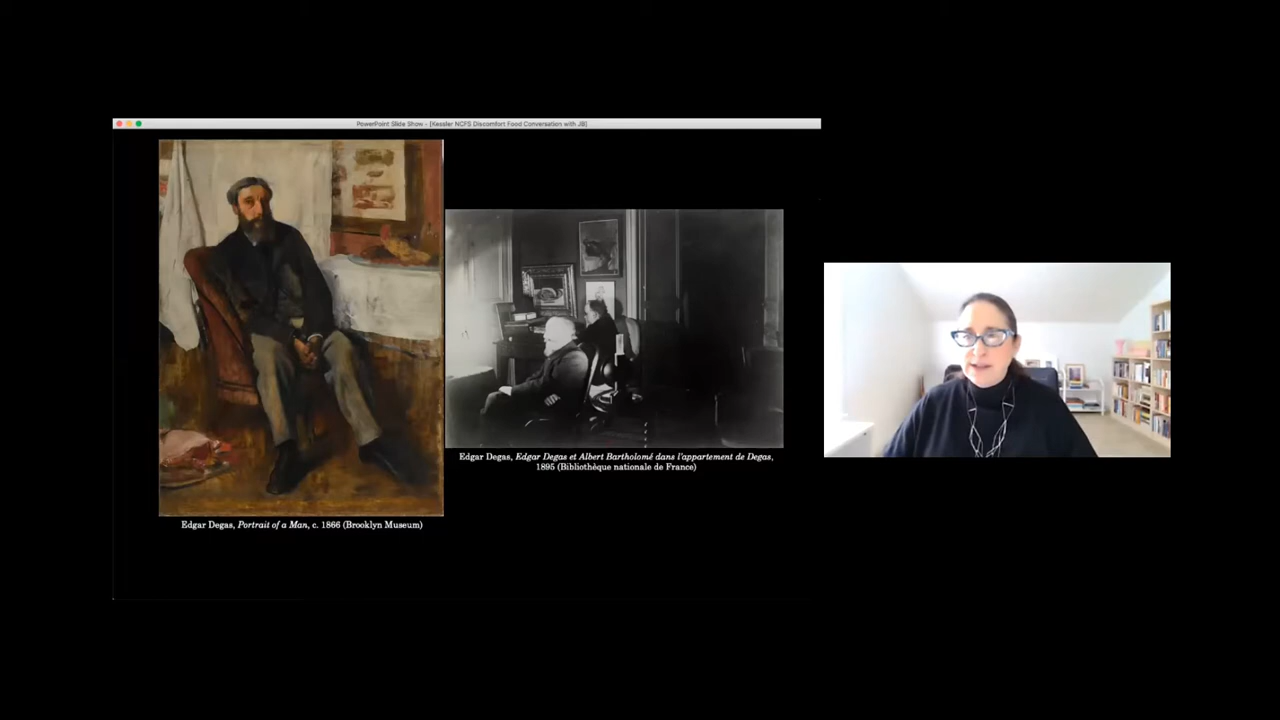 PowerPoint Slide Show - [Kessler NCFS Discomfort Food Conversation with JB]
Edgar Degas, Edgar Degas et Albert Bartholomé dans l'appartement de Degas,
1895 (Bibliothèque nationale de France)
Edgar Degas, Portrait of a Man, c. 1866 (Brooklyn Museum)